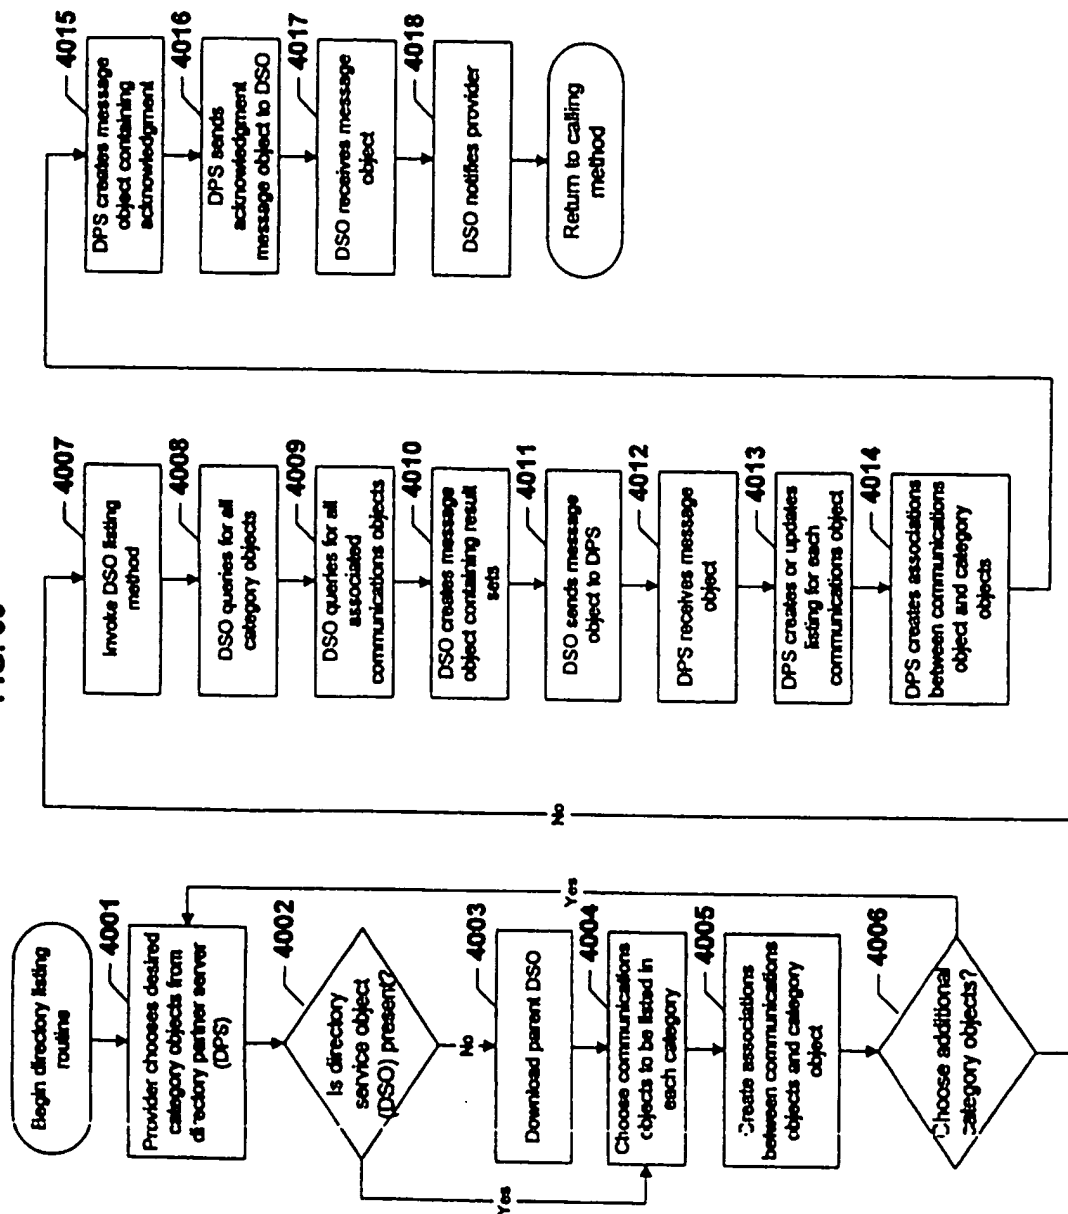 Begin directory listing
routine
4001
Provider chooses desired
category objects from
directory partner server
(DPS)
4002
Is directory
service object
(DSO) present?
Yes
No
4003
Download parent DSO
4004
Choose communications
objects to be listed in
each category
4005
Create associations
between communications
objects and category
object
4006
Choose additional
category objects?
Yes
No
4007
Invoke DSO listing
method
4008
DSO queries for all
category objects
4009
DSO queries for all
associated
communications objects
4010
DSO creates message
object containing result
sets
4011
DSO sends message
object to DPS
4012
DPS receives message
object
4013
DPS creates or updates
listing for each
communications object
4014
DPS creates associations
between communications
object and category
objects
4015
DPS creates message
object containing
acknowledgment
4016
DPS sends
acknowledgment
message object to DSO
4017
DSO receives message
object
4018
DSO notifies provider
Return to calling
method